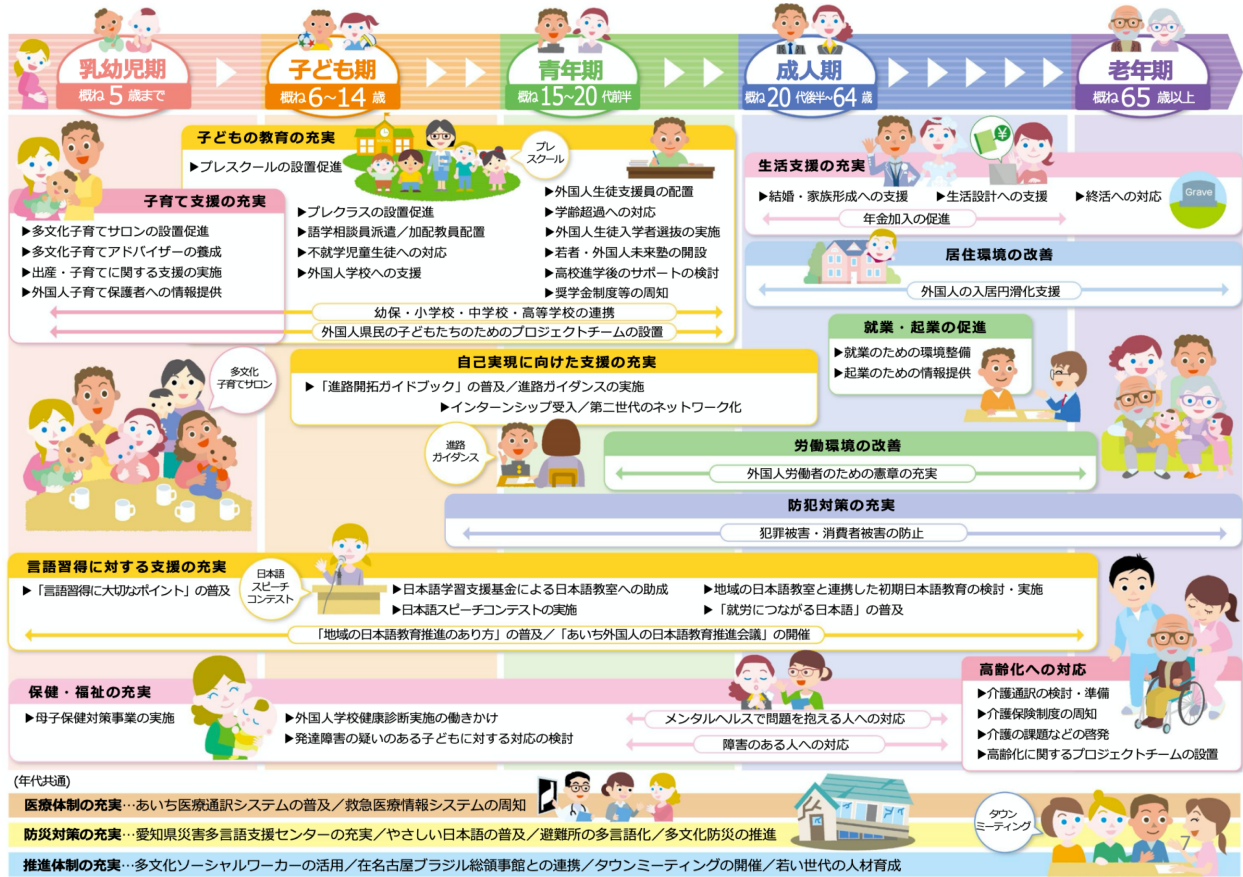 乳幼児期
概ね5歳まで
子ども期
概ね6～14歳
青年期
概ね15～20代前半
成人期
概ね20代後半~64歳
老年期
概ね65歳以上
子どもの教育の充実
▶プレスクールの設置促進
プレ
スクール
▶プレクラスの設置促進
▶語学相談員派遣／加配教員配置
▶不就学児童生徒への対応
▶外国人学校への支援
▶外国人生徒支援員の配置
▶学齢超過への対応
▶外国人生徒入学者選抜の実施
▶若者・外国人未来塾の開設
▶高校進学後のサポートの検討
▶奨学金制度等の周知
子育て支援の充実
▶多文化子育てサロンの設置促進
▶多文化子育てアドバイザーの養成
▶出産・子育てに関する支援の実施
▶外国人子育て保護者への情報提供
幼保・小学校・中学校・高等学校の連携
外国人県民の子どもたちのためのプロジェクトチームの設置
生活支援の充実
▶結婚・家族形成への支援
▶生活設計への支援
▶終活への対応
年金加入の促進
¥
Grave
居住環境の改善
外国人の入居円滑化支援
就業・起業の促進
▶就業のための環境整備
▶起業のための情報提供
多文化
子育てサロン
自己実現に向けた支援の充実
▶「進路開拓ガイドブック」の普及／進路ガイダンスの実施
▶インターンシップ受入／第二世代のネットワーク化
進路
ガイダンス
労働環境の改善
外国人労働者のための憲章の充実
防犯対策の充実
犯罪被害・消費者被害の防止
言語習得に対する支援の充実
▶「言語習得に大切なポイント」の普及
日本語
スピーチ
コンテスト
▶日本語学習支援基金による日本語教室への助成
▶日本語スピーチコンテストの実施
▶地域の日本語教室と連携した初期日本語教育の検討・実施
▶「就労につながる日本語」の普及
「地域の日本語教育推進のあり方」の普及／「あいち外国人の日本語教育推進会議」の開催
保健・福祉の充実
▶母子保健対策事業の実施
▶外国人学校健康診断実施の働きかけ
▶発達障害の疑いのある子どもに対する対応の検討
メンタルヘルスで問題を抱える人への対応
障害のある人への対応
高齢化への対応
▶介護通訳の検討・準備
▶介護保険制度の周知
▶介護の課題などの啓発
▶高齢化に関するプロジェクトチームの設置
(年代共通)
医療体制の充実…あいち医療通訳システムの普及／救急医療情報システムの周知
防災対策の充実…愛知県災害多言語支援センターの充実／やさしい日本語の普及／避難所の多言語化／多文化防災の推進
推進体制の充実…多文化ソーシャルワーカーの活用／在名古屋ブラジル総領事館との連携／タウンミーティングの開催／若い世代の人材育成
タウン
ミーティング
7